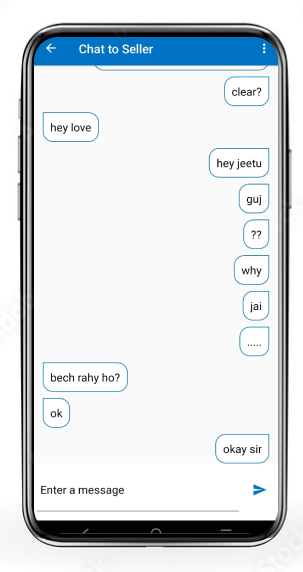 Chat to Seller
clear?
hey love
hey jeetu
guj
??
why
jai
.....
bech rahy ho?
ok
okay sir
Enter a message